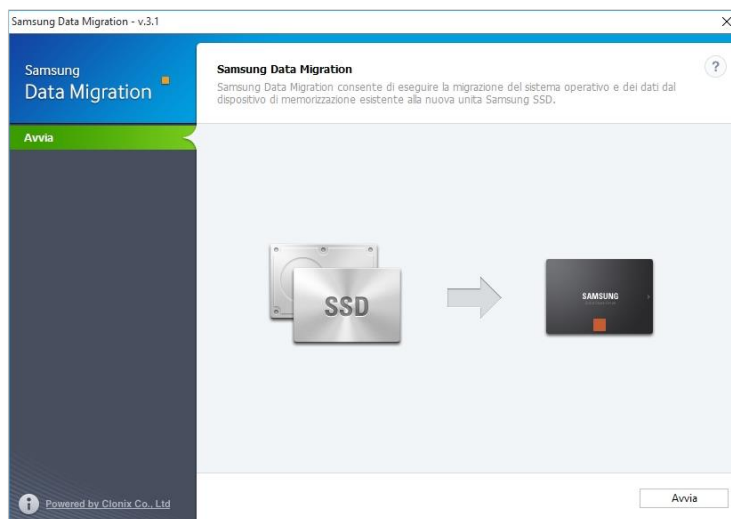 Samsung Data Migration - v.3.1
Samsung
Data Migration
Samsung Data Migration
Samsung Data Migration consente di eseguire la migrazione del sistema operativo e dei dati dal
dispositivo di memorizzazione esistente alla nuova unita Samsung SSD.
?
Avvia
SSD
SAMSUNG
Powered by Clonix Co., Ltd
Avvia